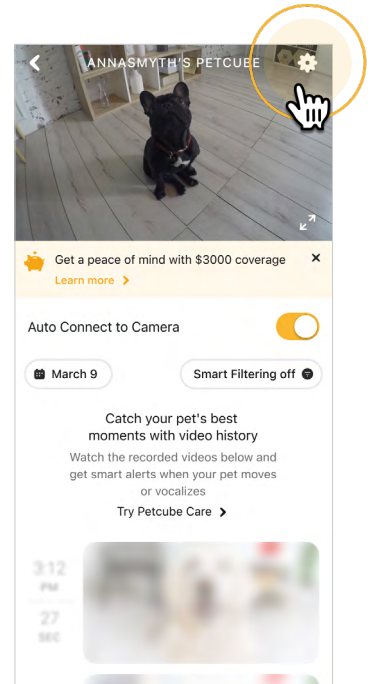 ANNASMYTH'S PETCUBE
Get a peace of mind with $3000 coverage
Learn more
Auto Connect to Camera
March 9
Smart Filtering off
Catch your pet's best
moments with video history
Watch the recorded videos below and
get smart alerts when your pet moves
or vocalizes
Try Petcube Care
3:12
PM
27
SEC